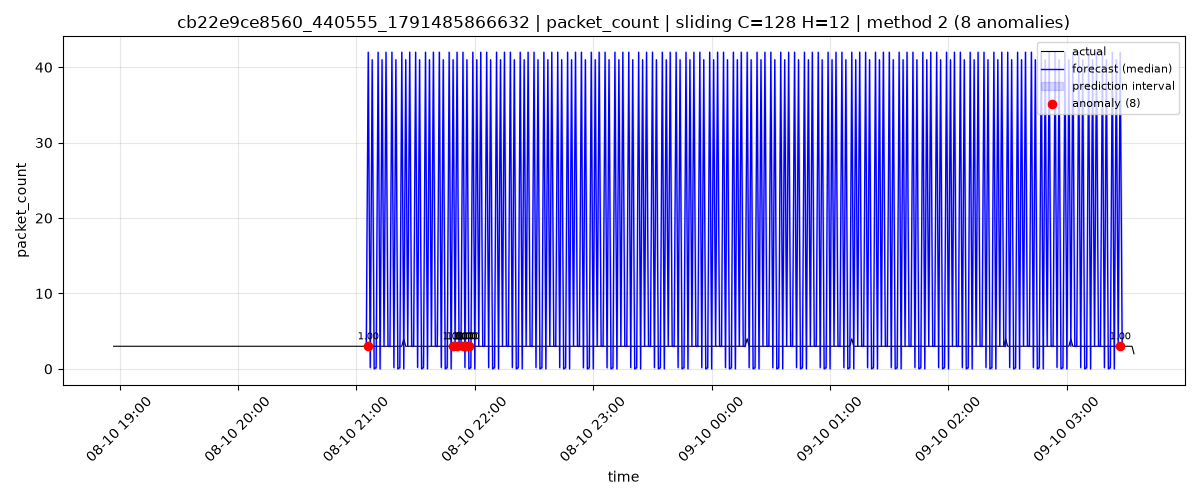 cb22e9ce8560_440555_1791485866632 | packet_count | sliding C=128 H=12 | method 2 (8 anomalies)
packet_count
40
30
20
10
0
actual
forecast (median)
prediction interval
anomaly (8)
1.00
1.00
08-10 19:00
08-10 20:00
08-10 21:00
08-10 22:00
08-10 23:00
09-10 00:00
09-10 01:00
09-10 02:00
09-10 03:00
time